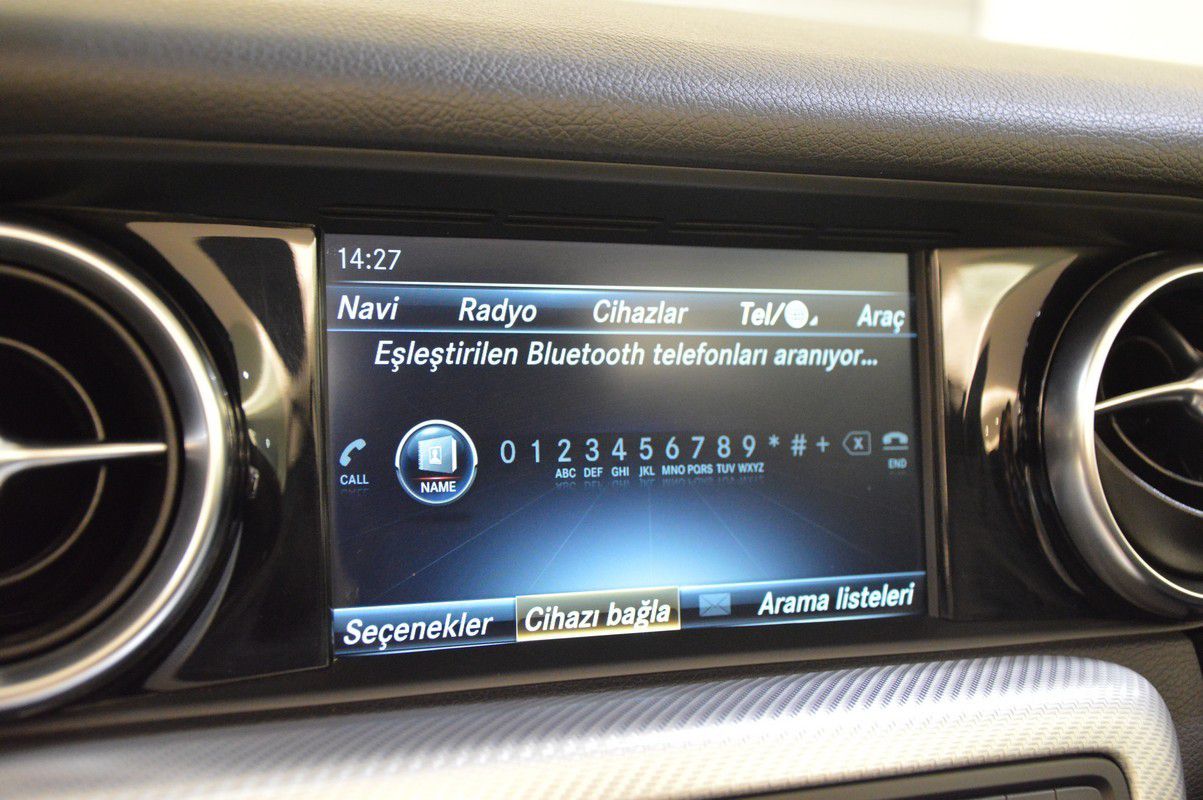 14:27
Navi Radyo Cihazlar Tel/ Araç
Eşleştirilen Bluetooth telefonları aranıyor...
0 1 2 3 4 5 6 7 8 9 * # + X
CALL NAME ABC DEF GHI JKL MNO PQRS TUV WXYZ END
Seçenekler Cihazı bağla Arama listeleri